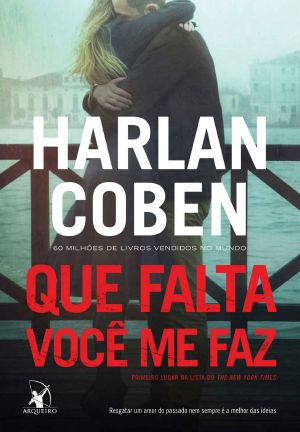 HARLAN
COBEN
60 MILHÕES DE LIVROS VENDIDOS NO MUNDO
QUE FALTA
VOCÊ ME FAZ
PRIMEIRO LUGAR NA LISTA DO THE NEW YORK TIMES
ARQUEIRO
Resgatar um amor do passado nem sempre é a melhor das ideias